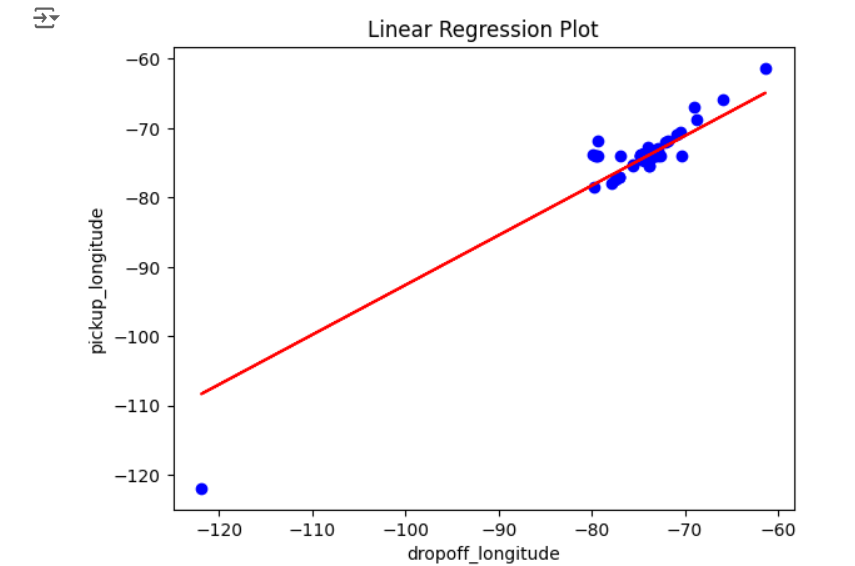 Linear Regression Plot
−60
−70
−80
−90
−100
−110
−120
pickup_longitude
−120 −110 −100 −90 −80 −70 −60
dropoff_longitude